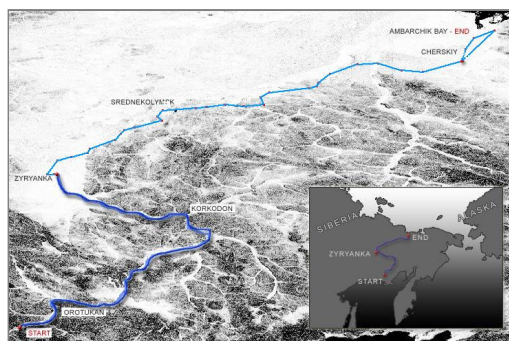 AMBARCHIK BAY - END
CHERSKIY
SREDNEKOLYMSK
ZYRYANKA
KORKODON
OROTUKAN
START
SIBERIA
ALASKA
END
ZYRYANKA
START